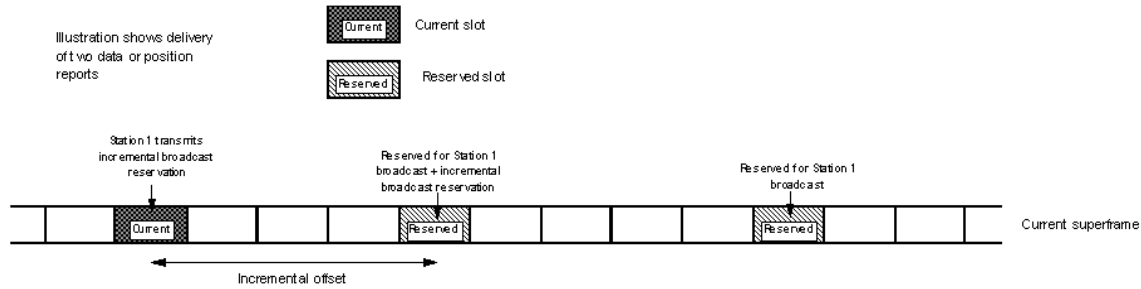 Illustration shows delivery
of two data or position
reports
Current
Current slot
Reserved
Reserved slot
Station 1 transmits
incremental broadcast
reservation
Reserved for Station 1
broadcast + incremental
broadcast reservation
Reserved for Station 1
broadcast
Current
Reserved
Reserved
Current superframe
Incremental offset